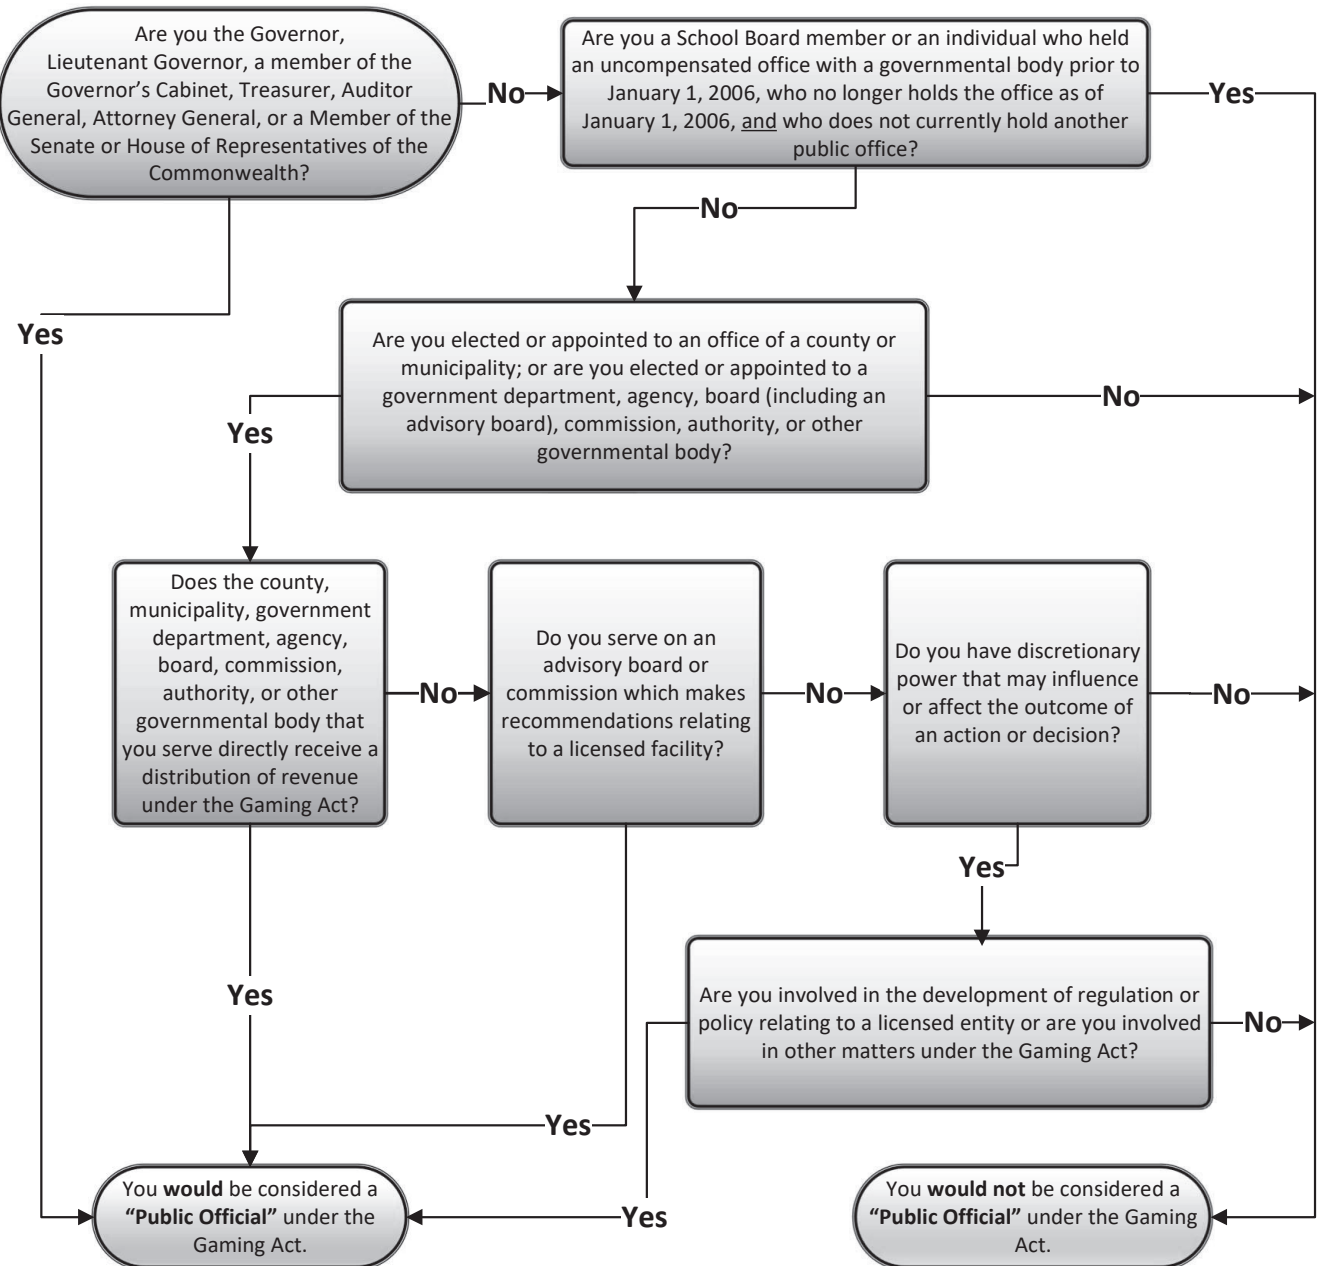 Are you the Governor,
Lieutenant Governor, a member of the
Governor’s Cabinet, Treasurer, Auditor
General, Attorney General, or a Member of the
Senate or House of Representatives of the
Commonwealth?
No
Are you a School Board member or an individual who held
an uncompensated office with a governmental body prior to
January 1, 2006, who no longer holds the office as of
January 1, 2006, and who does not currently hold another
public office?
Yes
No
Yes
Are you elected or appointed to an office of a county or
municipality; or are you elected or appointed to a
government department, agency, board (including an
advisory board), commission, authority, or other
governmental body?
No
Yes
Does the county,
municipality, government
department, agency,
board, commission,
authority, or other
governmental body that
you serve directly receive a
distribution of revenue
under the Gaming Act?
No
Do you serve on an
advisory board or
commission which makes
recommendations relating
to a licensed facility?
No
Do you have discretionary
power that may influence
or affect the outcome of
an action or decision?
No
Yes
Yes
Are you involved in the development of regulation or
policy relating to a licensed entity or are you involved
in other matters under the Gaming Act?
No
Yes
You would be considered a
“Public Official” under the
Gaming Act.
Yes
You would not be considered a
“Public Official” under the Gaming
Act.